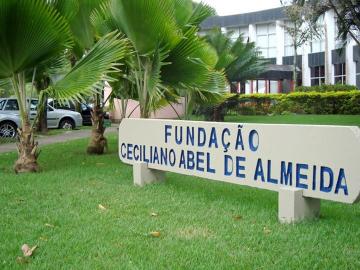 FUNDAÇÃO
CECILIANO ABEL DE ALMEIDA